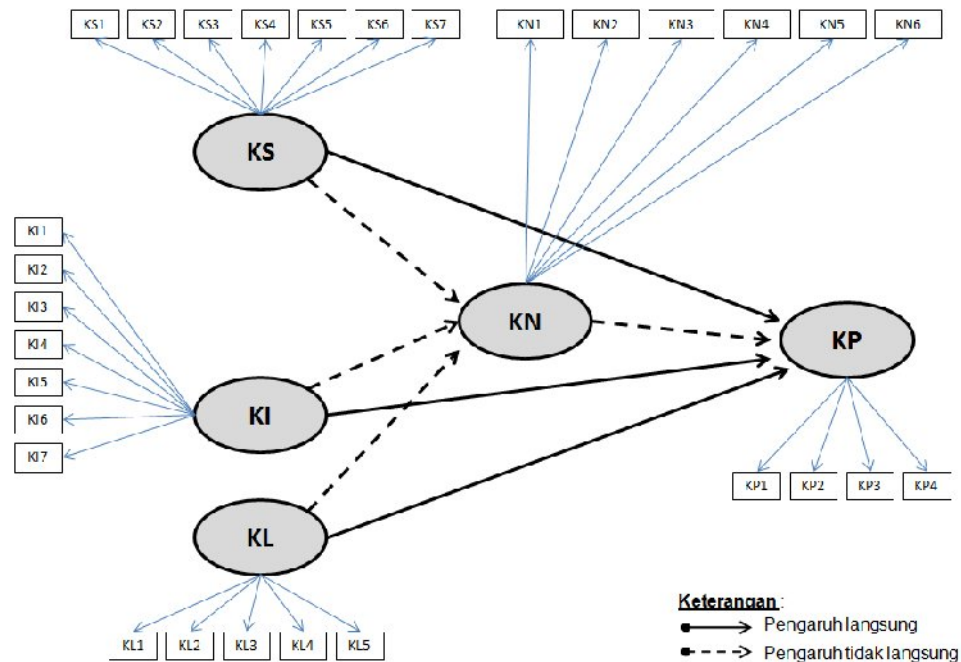 KS1 KS2 KS3 KS4 KS5 KS6 KS7 KN1 KN2 KN3 KN4 KN5 KN6
KS
KI1
KI2
KI3
KI4
KI5
KI6
KI7
KN
KP
KI
KP1 KP2 KP3 KP4
KL
KL1 KL2 KL3 KL4 KL5
Keterangan :
Pengaruh langsung
Pengaruh tidak langsung